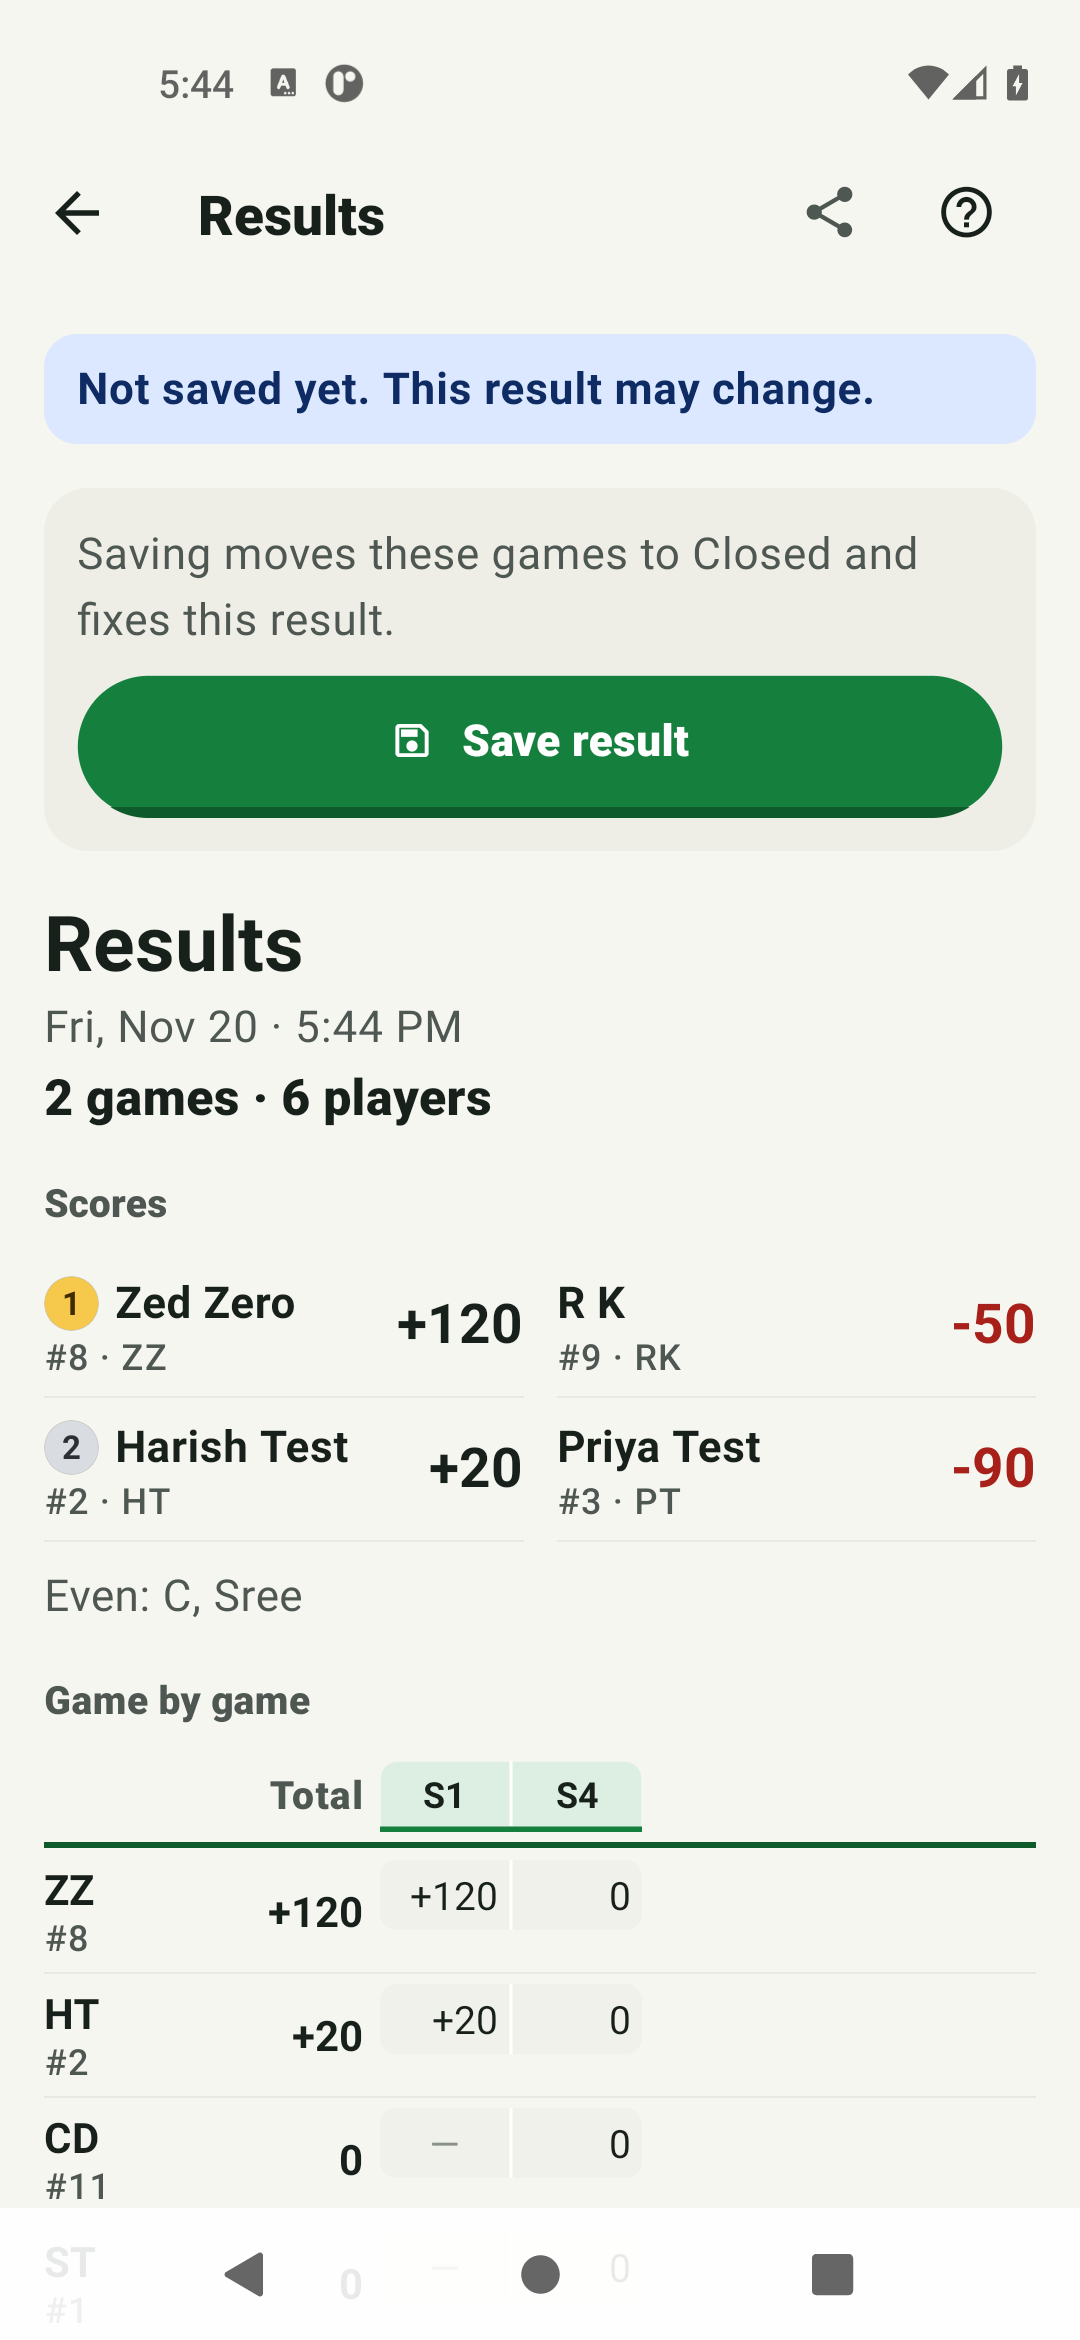 5:44
Results
Not saved yet. This result may change.
Saving moves these games to Closed and
fixes this result.
Save result
Results
Fri, Nov 20 · 5:44 PM
2 games · 6 players
Scores
1 Zed Zero +120
#8 · ZZ
R K -50
#9 · RK
2 Harish Test +20
#2 · HT
Priya Test -90
#3 · PT
Even: C, Sree
Game by game
Total S1 S4
ZZ +120 +120 0
#8
HT +20 +20 0
#2
CD 0 — 0
#11
ST 0 — 0
#1